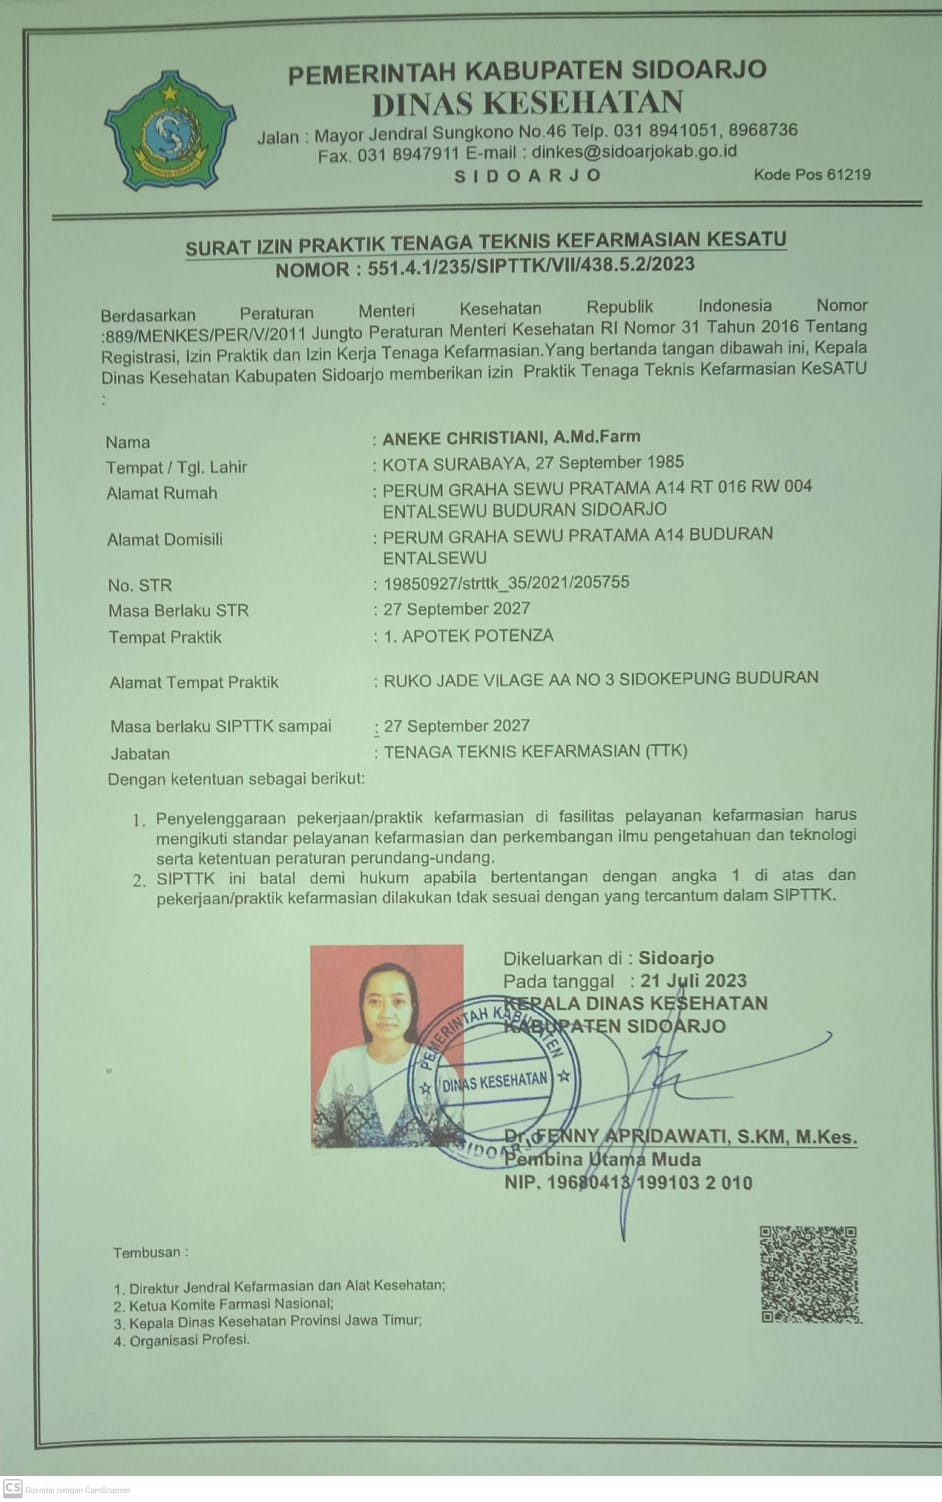 PEMERINTAH KABUPATEN SIDOARJO
DINAS KESEHATAN
Jalan : Mayor Jendral Sungkono No.46 Telp. 031 8941051, 8968736
Fax. 031 8947911 E-mail : dinkes@sidoarjokab.go.id
S I D O A R J O
Kode Pos 61219
SURAT IZIN PRAKTIK TENAGA TEKNIS KEFARMASIAN KESATU
NOMOR : 551.4.1/235/SIPTTK/VII/438.5.2/2023
Berdasarkan Peraturan Menteri Kesehatan Republik Indonesia Nomor
:889/MENKES/PER/V/2011 Jungto Peraturan Menteri Kesehatan RI Nomor 31 Tahun 2016 Tentang
Registrasi, Izin Praktik dan Izin Kerja Tenaga Kefarmasian.Yang bertanda tangan dibawah ini, Kepala
Dinas Kesehatan Kabupaten Sidoarjo memberikan izin Praktik Tenaga Teknis Kefarmasian KeSATU
:
Nama : ANEKE CHRISTIANI, A.Md.Farm
Tempat / Tgl. Lahir : KOTA SURABAYA, 27 September 1985
Alamat Rumah : PERUM GRAHA SEWU PRATAMA A14 RT 016 RW 004
ENTALSEWU BUDURAN SIDOARJO
Alamat Domisili : PERUM GRAHA SEWU PRATAMA A14 BUDURAN
ENTALSEWU
No. STR : 19850927/strttk_35/2021/205755
Masa Berlaku STR : 27 September 2027
Tempat Praktik : 1. APOTEK POTENZA
Alamat Tempat Praktik : RUKO JADE VILAGE AA NO 3 SIDOKEPUNG BUDURAN
Masa berlaku SIPTTK sampai : 27 September 2027
Jabatan : TENAGA TEKNIS KEFARMASIAN (TTK)
Dengan ketentuan sebagai berikut:
1. Penyelenggaraan pekerjaan/praktik kefarmasian di fasilitas pelayanan kefarmasian harus
mengikuti standar pelayanan kefarmasian dan perkembangan ilmu pengetahuan dan teknologi
serta ketentuan peraturan perundang-undang.
2. SIPTTK ini batal demi hukum apabila bertentangan dengan angka 1 di atas dan
pekerjaan/praktik kefarmasian dilakukan tdak sesuai dengan yang tercantum dalam SIPTTK.
Dikeluarkan di : Sidoarjo
Pada tanggal : 21 Juli 2023
KEPALA DINAS KESEHATAN
KABUPATEN SIDOARJO
PEMERINTAH KABUPATEN
DINAS KESEHATAN
SIDOARJO
Dr. FENNY APRIDAWATI, S.KM, M.Kes.
Pembina Utama Muda
NIP. 19680413 199103 2 010
Tembusan :
1. Direktur Jendral Kefarmasian dan Alat Kesehatan;
2. Ketua Komite Farmasi Nasional;
3. Kepala Dinas Kesehatan Provinsi Jawa Timur;
4. Organisasi Profesi.
CS Dipindai dengan CamScanner